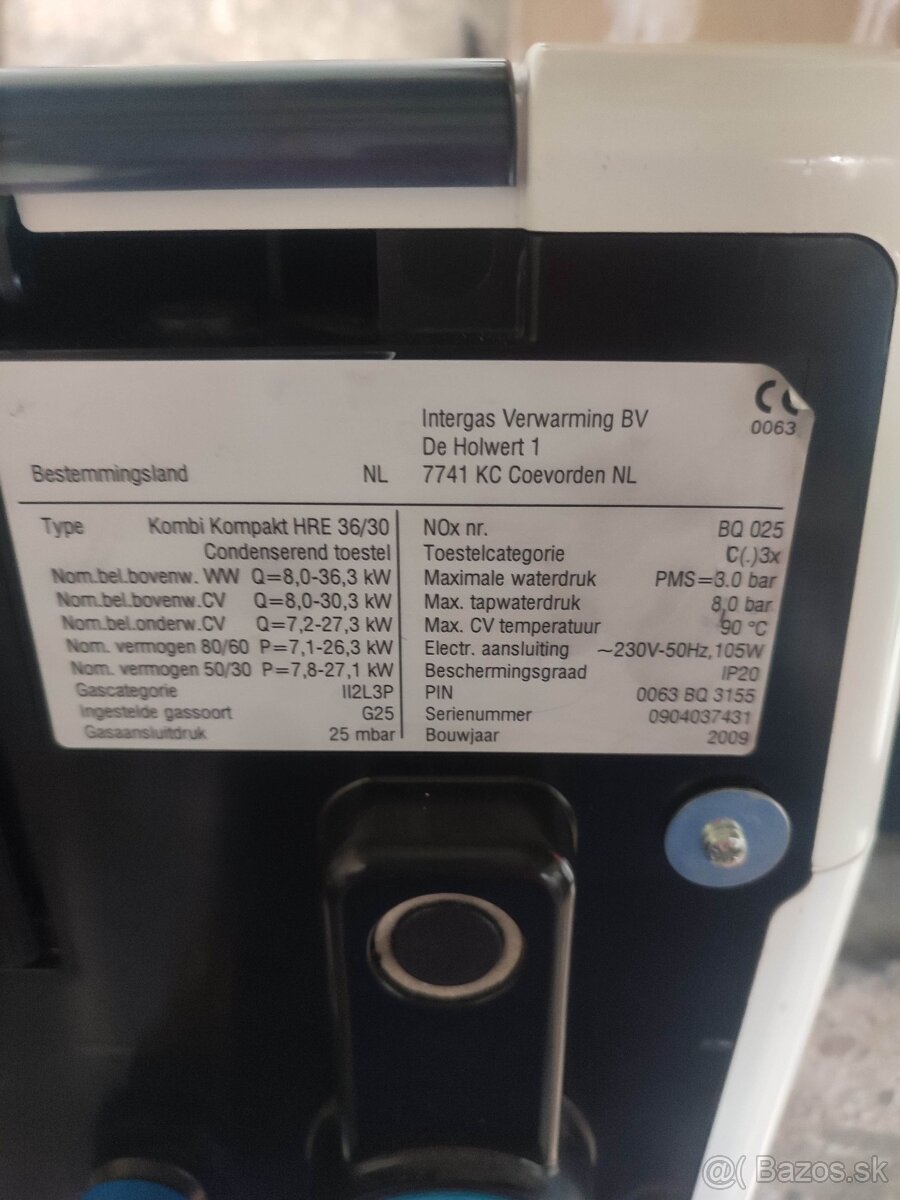 CE
0063
Intergas Verwarming BV
De Holwert 1
Bestemmingsland NL 7741 KC Coevorden NL
Type Kombi Kompakt HRE 36/30
Condenserend toestel
Nom.bel.bovenw. WW Q=8,0-36,3 kW
Nom.bel.bovenw.CV Q=8,0-30,3 kW
Nom.bel.onderw.CV Q=7,2-27,3 kW
Nom. vermogen 80/60 P=7,1-26,3 kW
Nom. vermogen 50/30 P=7,8-27,1 kW
Gascategorie II2L3P
Ingestelde gassoort G25
Gasaansluitdruk 25 mbar
NOx nr. BQ 025
Toestelcategorie C(.)3x
Maximale waterdruk PMS=3.0 bar
Max. tapwaterdruk 8,0 bar
Max. CV temperatuur 90 °C
Electr. aansluiting ~230V-50Hz, 105W
Beschermingsgraad IP20
PIN 0063 BQ 3155
Serienummer 0904037431
Bouwjaar 2009
@( Bazos.sk